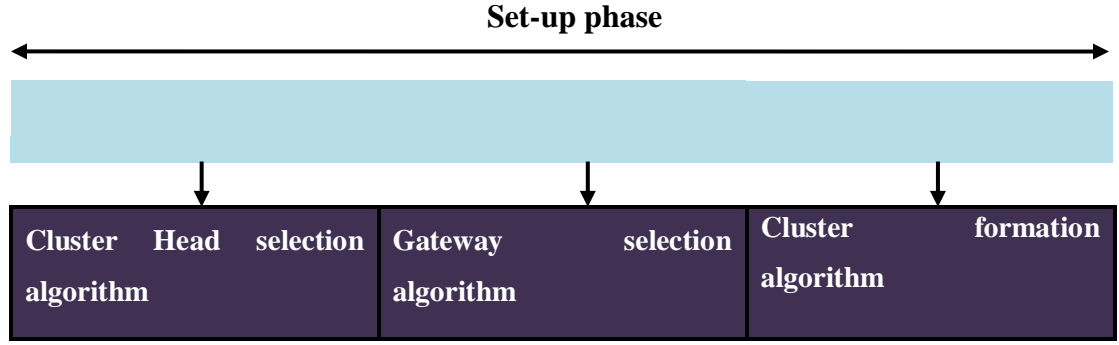 Set-up phase
Cluster Head selection
algorithm
Gateway selection
algorithm
Cluster formation
algorithm